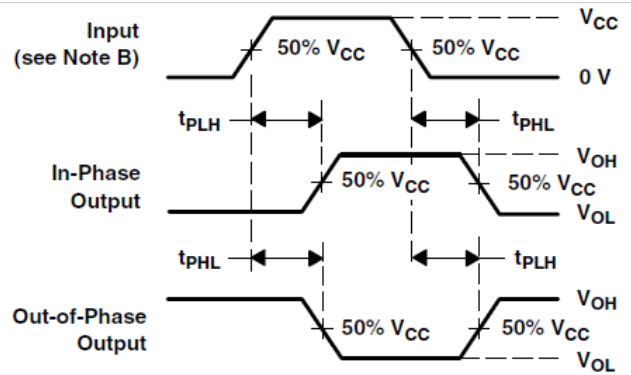 Input
(see Note B)
50% VCC
50% VCC
VCC
0 V
tPLH
tPHL
In-Phase
Output
50% VCC
50% VCC
VOH
VOL
tPHL
tPLH
Out-of-Phase
Output
50% VCC
50% VCC
VOH
VOL